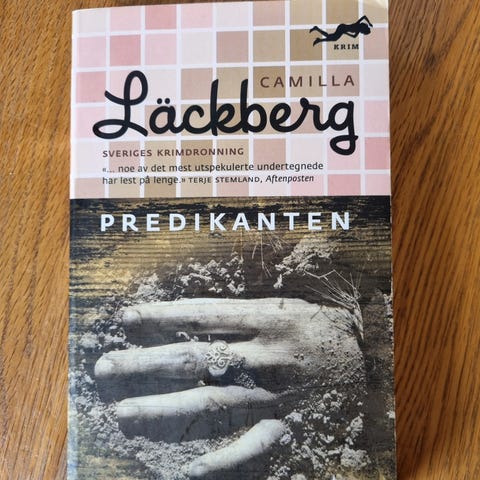 KRIM
CAMILLA
Läckberg
SVERIGES KRIMDRONNING
«... noe av det mest utspekulerte undertegnede
har lest på lenge.» TERJE STEMLAND, Aftenposten
PREDIKANTEN